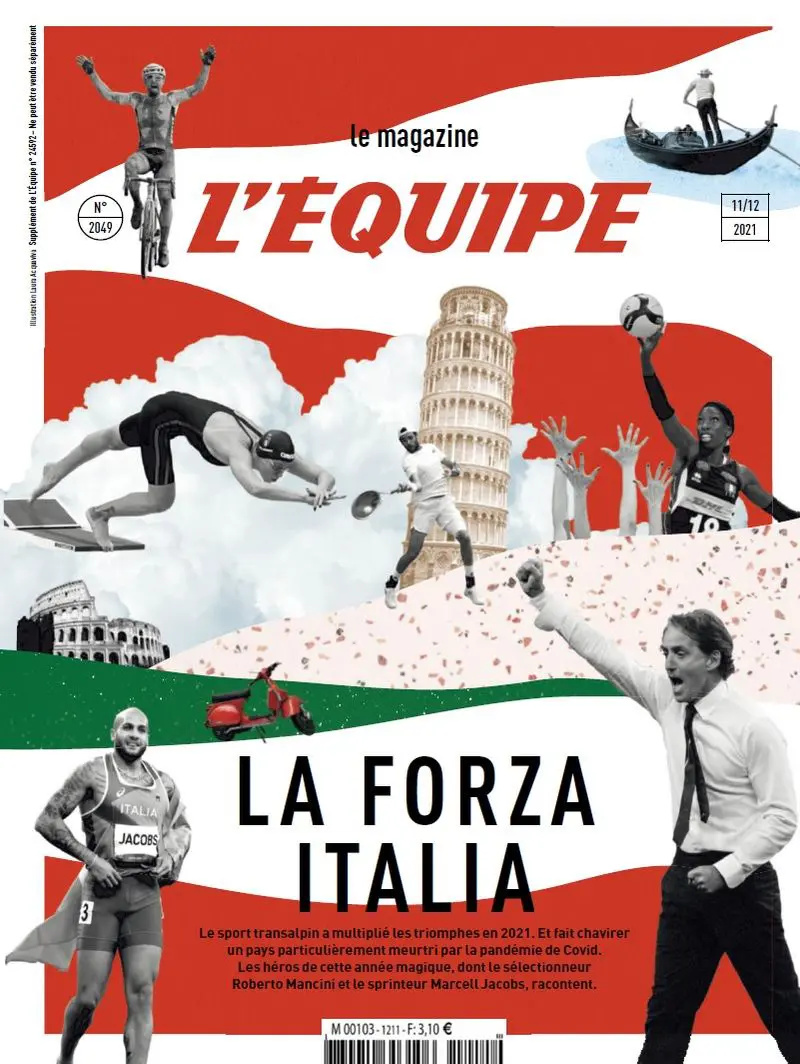 Illustration Laura Acquaviva Supplément de L'Équipe n° 24592 – Ne peut être vendu séparément
le magazine
L'ÉQUIPE
N°
2049
11/12
2021
DHL
18
LA FORZA
ITALIA
ITALIA
JACOBS
3
Le sport transalpin a multiplié les triomphes en 2021. Et fait chavirer
un pays particulièrement meurtri par la pandémie de Covid.
Les héros de cette année magique, dont le sélectionneur
Roberto Mancini et le sprinteur Marcell Jacobs, racontent.
M 00103 - 1211 - F: 3,10 €